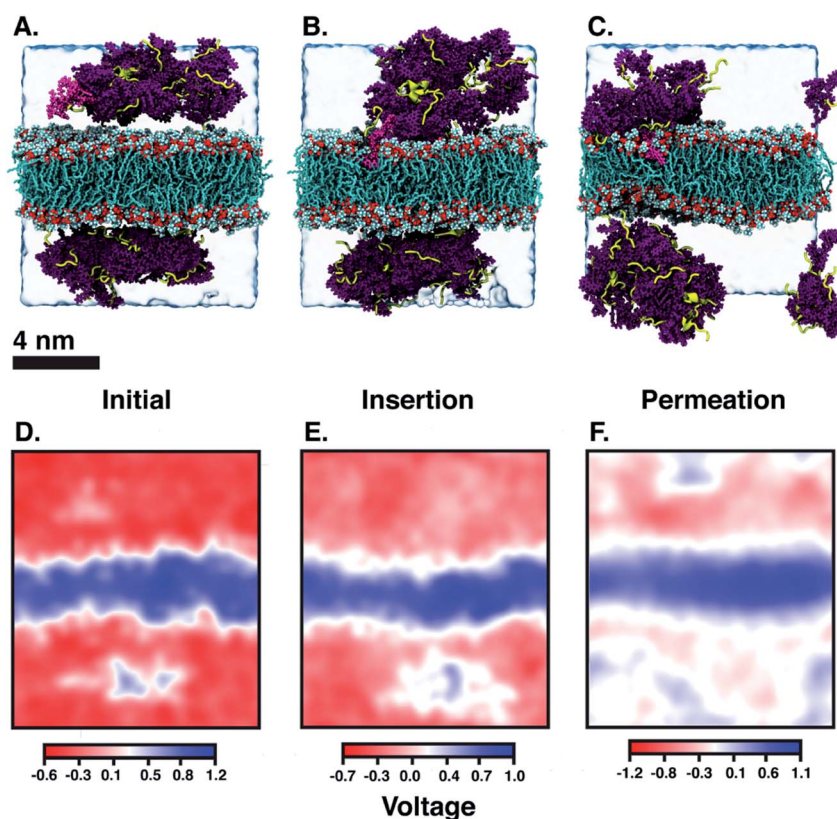 A. B. C.
4 nm
Initial Insertion Permeation
D. E. F.
-0.6 -0.3 0.1 0.5 0.8 1.2 -0.7 -0.3 0.0 0.4 0.7 1.0 -1.2 -0.8 -0.3 0.1 0.6 1.1
Voltage